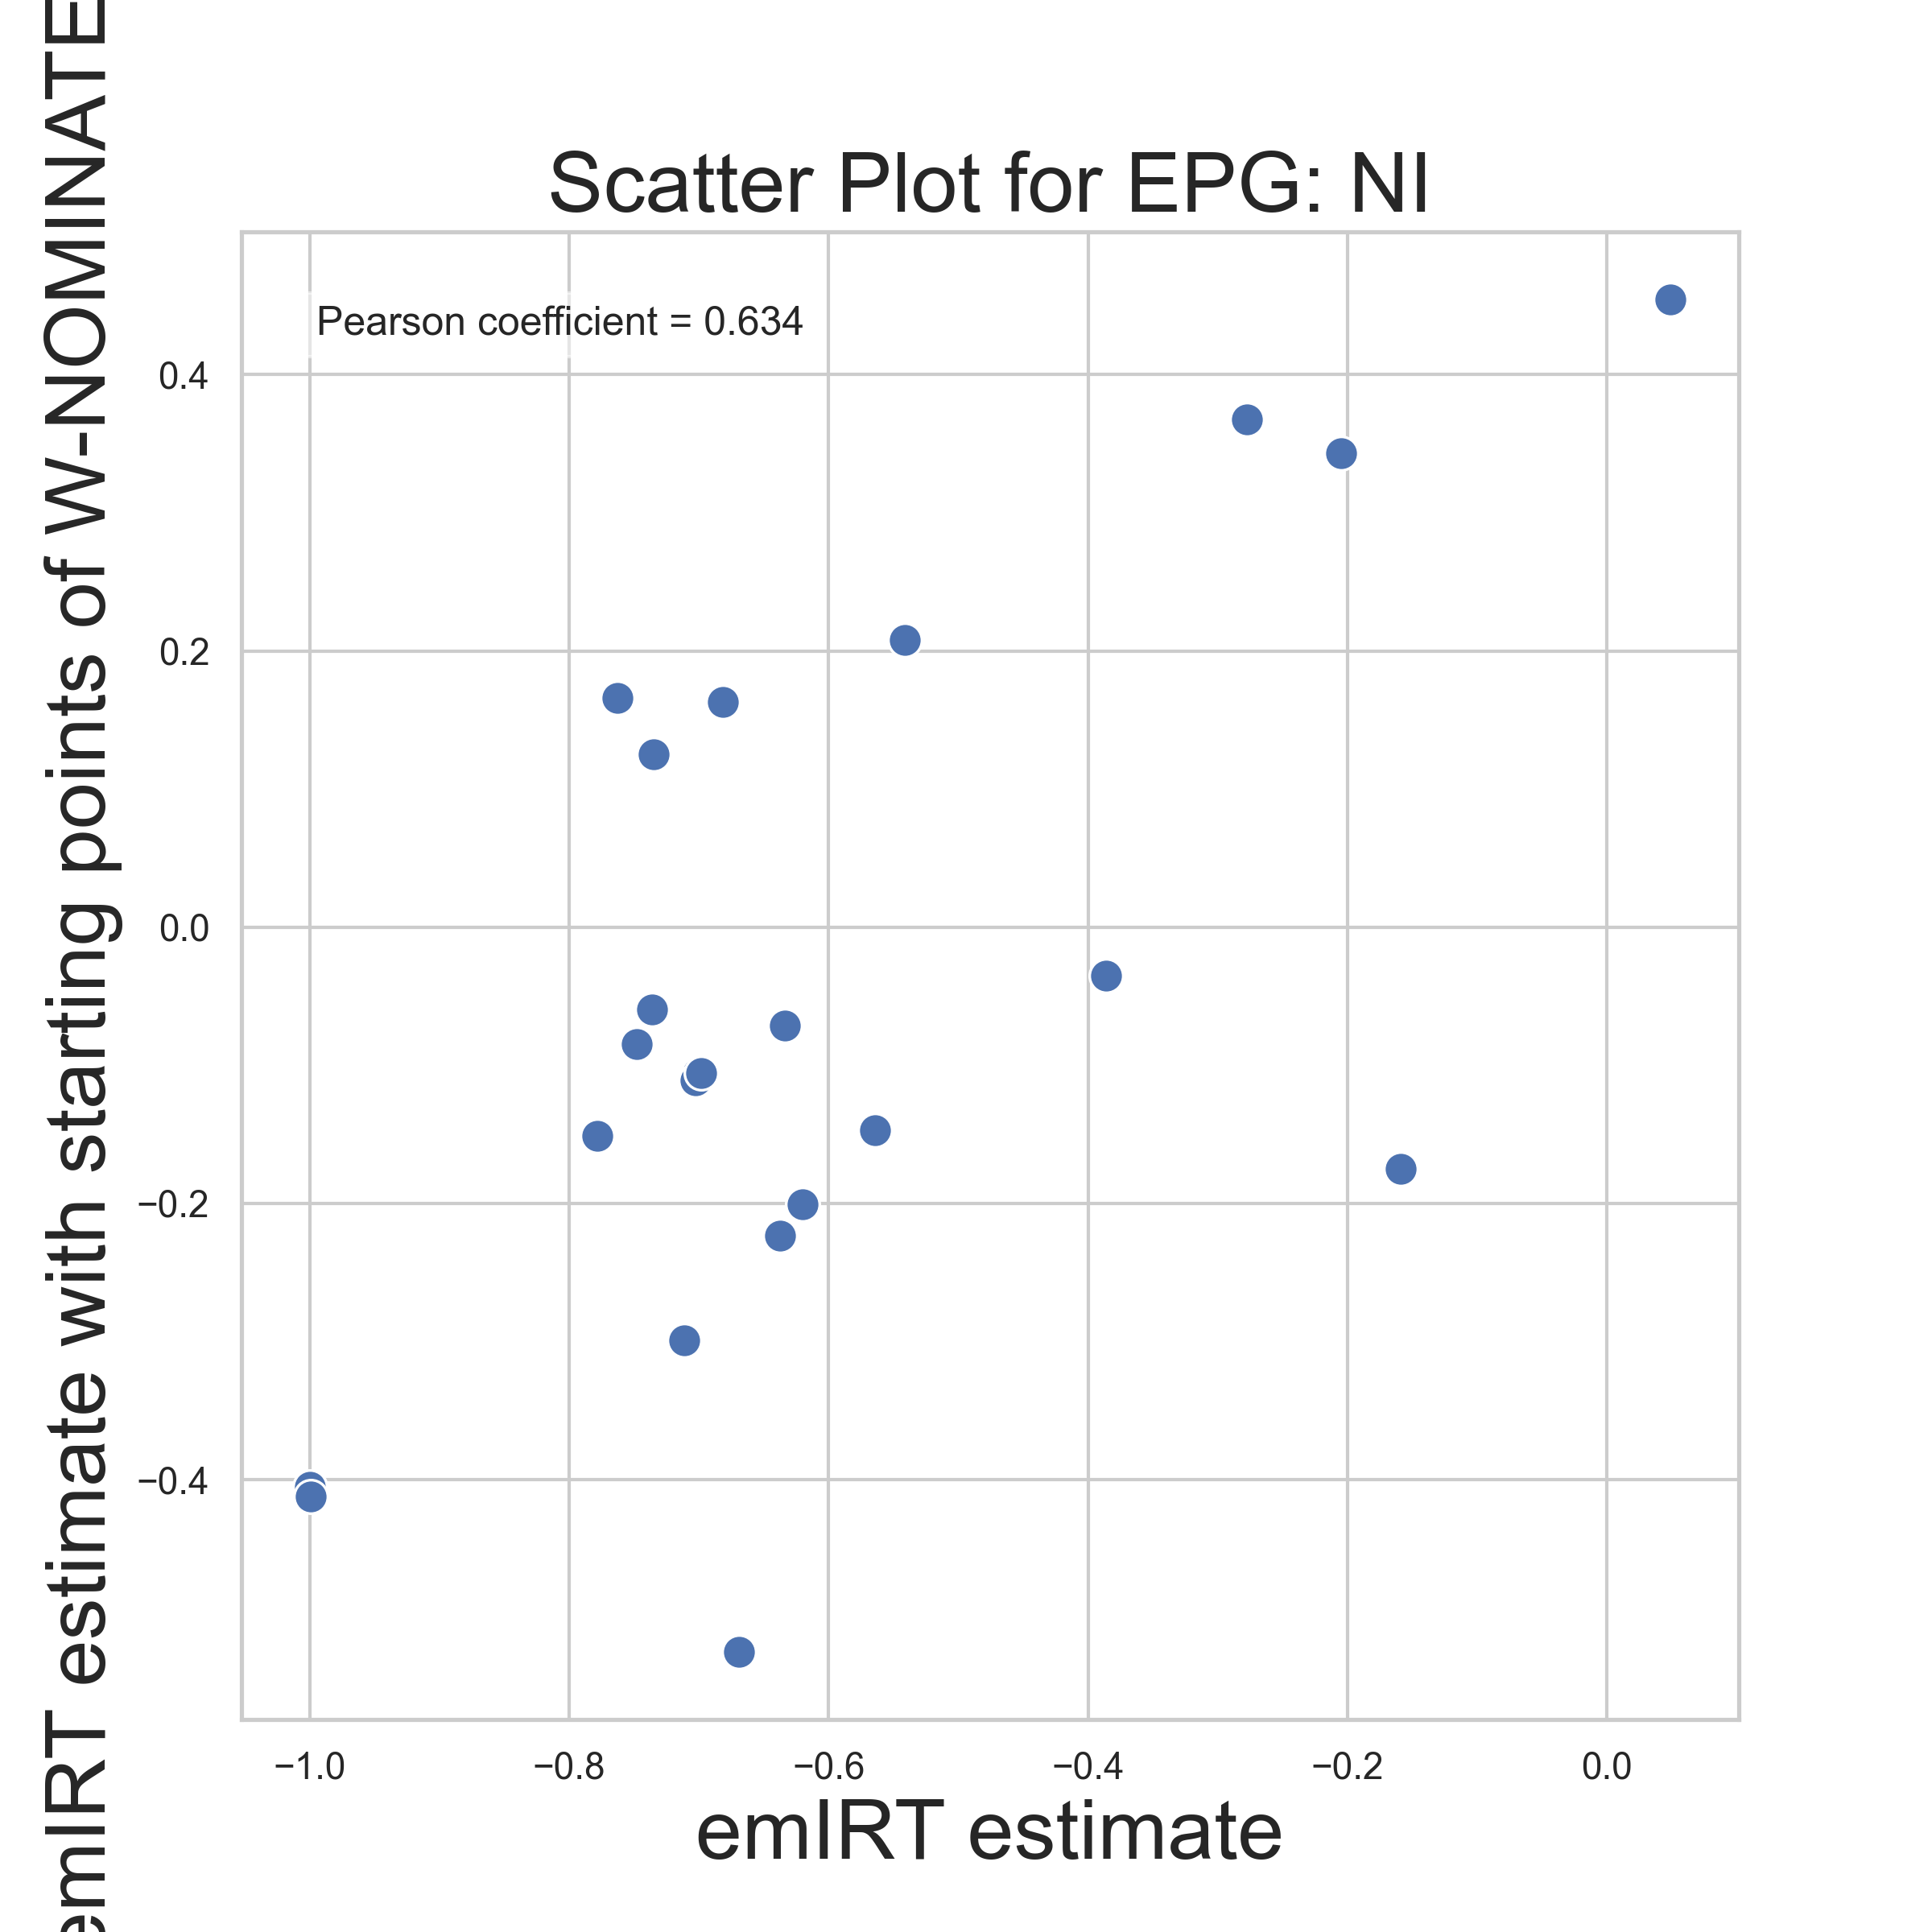 Scatter Plot for EPG: NI
Pearson coefficient = 0.634
emIRT estimate with starting points of W-NOMINATE
0.4
0.2
0.0
−0.2
−0.4
−1.0 −0.8 −0.6 −0.4 −0.2 0.0
emIRT estimate